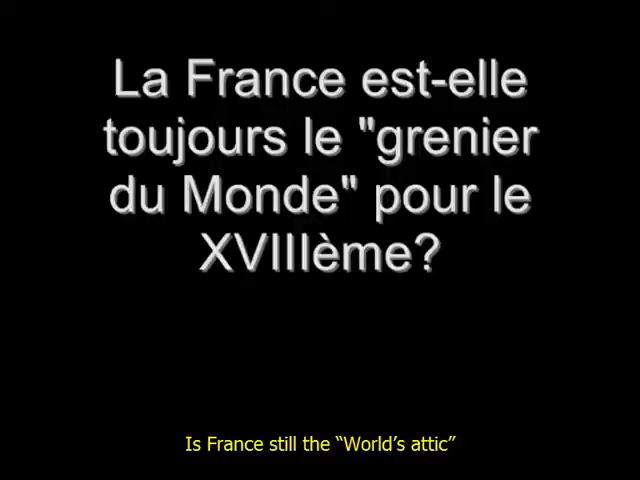 La France est-elle
toujours le "grenier
du Monde" pour le
XVIIIème?
Is France still the “World’s attic”